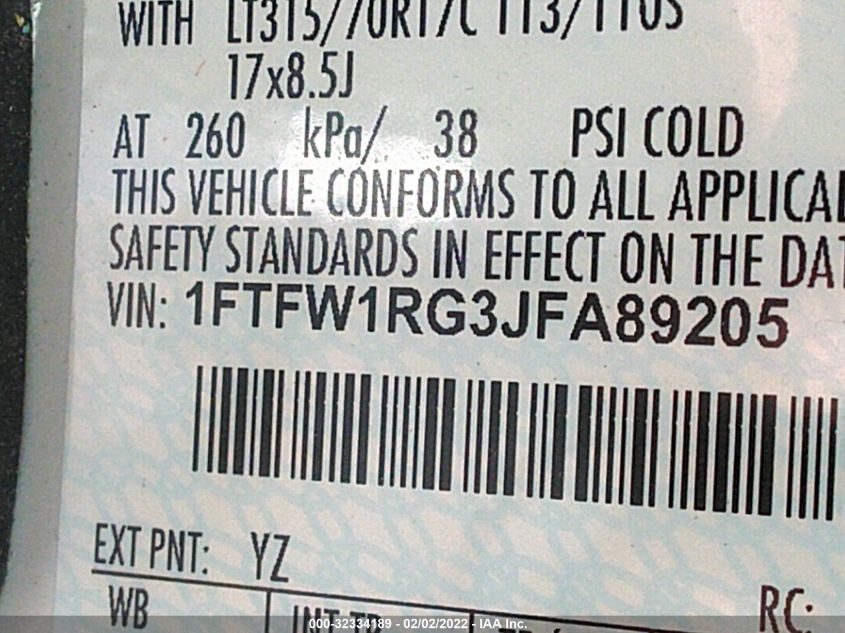 WITH LT315/70R17C 113/110S
17x8.5J
AT 260 kPa/ 38 PSI COLD
THIS VEHICLE CONFORMS TO ALL
SAFETY STANDARDS IN EFFECT ON THE
VIN: 1FTFW1RG3JFA89205
EXT PNT: YZ
RC:
WB INT TR
000-32334189 - 02/02/2022 - IAA Inc.